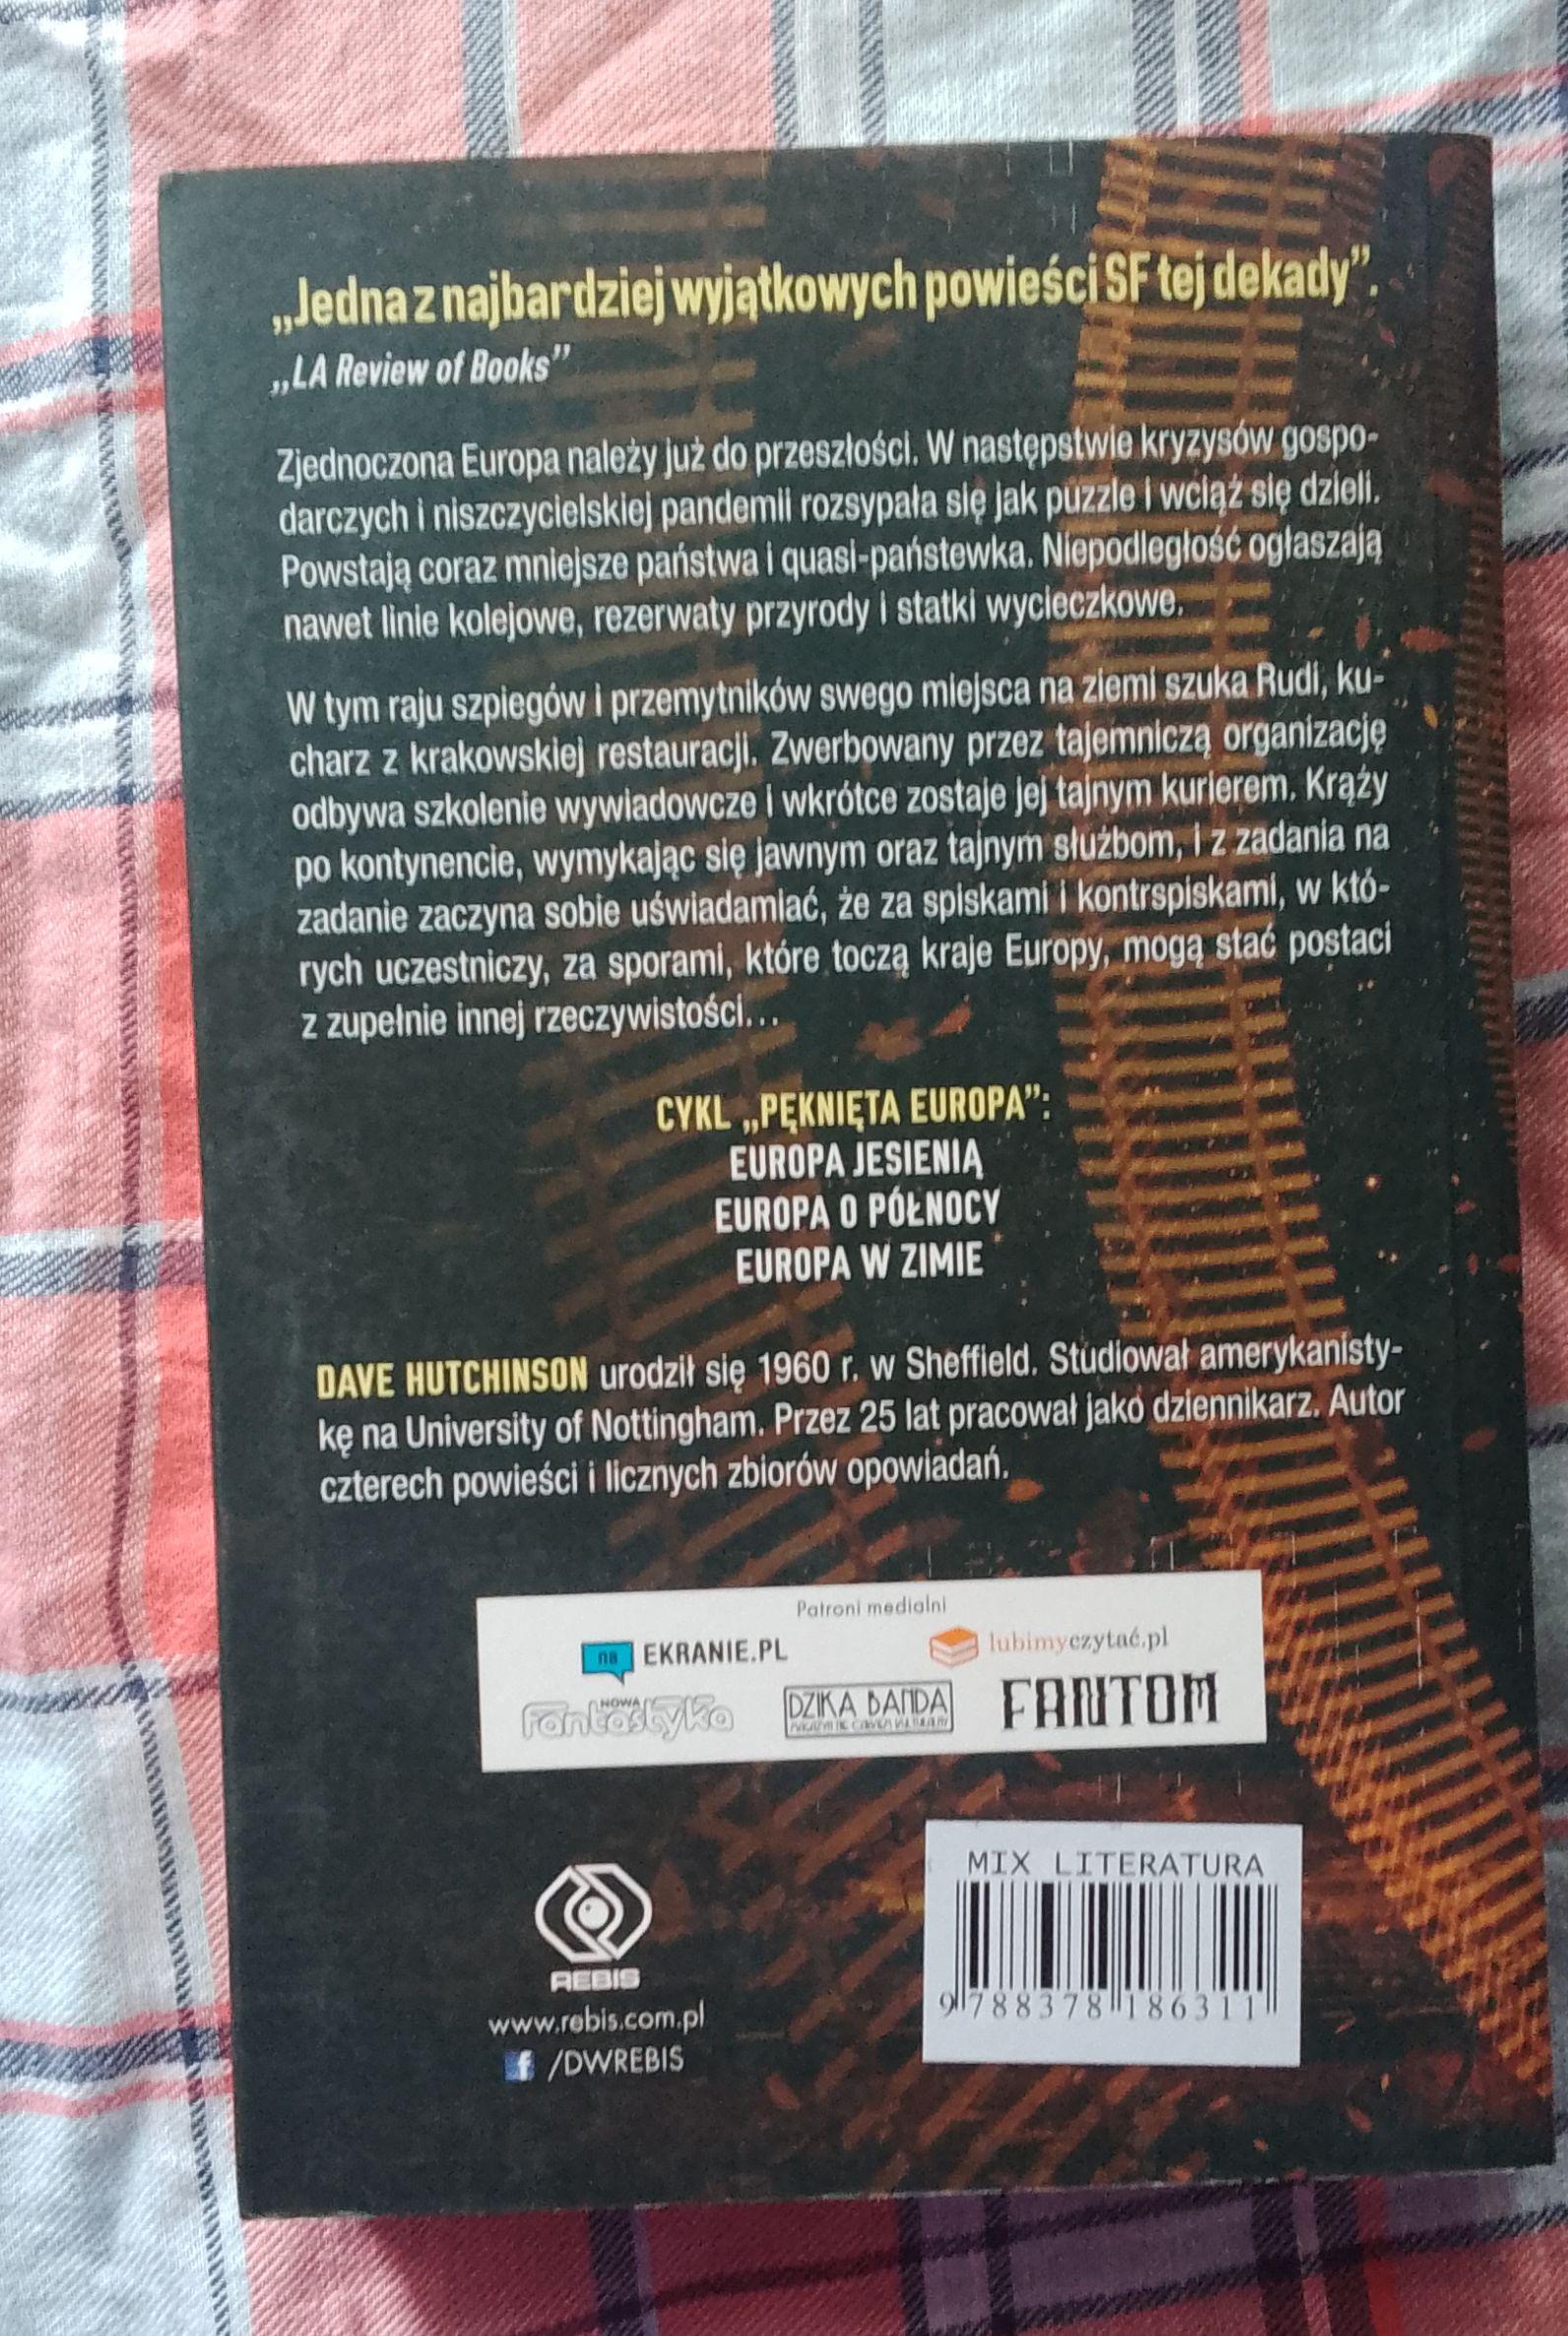 „Jedna z najbardziej wyjątkowych powieści SF tej dekady”.
„LA Review of Books”
Zjednoczona Europa należy już do przeszłości. W następstwie kryzysów gospo-
darczych i niszczycielskiej pandemii rozsypała się jak puzzle i wciąż się dzieli.
Powstają coraz mniejsze państwa i quasi-państewka. Niepodległość ogłaszają
nawet linie kolejowe, rezerwaty przyrody i statki wycieczkowe.
W tym raju szpiegów i przemytników swego miejsca na ziemi szuka Rudi, ku-
charz z krakowskiej restauracji. Zwerbowany przez tajemniczą organizację
odbywa szkolenie wywiadowcze i wkrótce zostaje jej tajnym kurierem. Krąży
po kontynencie, wymykając się jawnym oraz tajnym służbom, i z zadania na
zadanie zaczyna sobie uświadamiać, że za spiskami i kontrspiskami, w któ-
rych uczestniczy, za sporami, które toczą kraje Europy, mogą stać postaci
z zupełnie innej rzeczywistości...
CYKL „PĘKNIĘTA EUROPA”:
EUROPA JESIENIĄ
EUROPA O PÓŁNOCY
EUROPA W ZIMIE
DAVE HUTCHINSON urodził się 1960 r. w Sheffield. Studiował amerykanisty-
kę na University of Nottingham. Przez 25 lat pracował jako dziennikarz. Autor
czterech powieści i licznych zbiorów opowiadań.
Patroni medialni
na EKRANIE.PL
lubimyczytać.pl
NOWA Fantastyka
DZIKA BANDA
FANTOM
REBIS
www.rebis.com.pl
f /DWREBIS
MIX LITERATURA
9 788378 186311